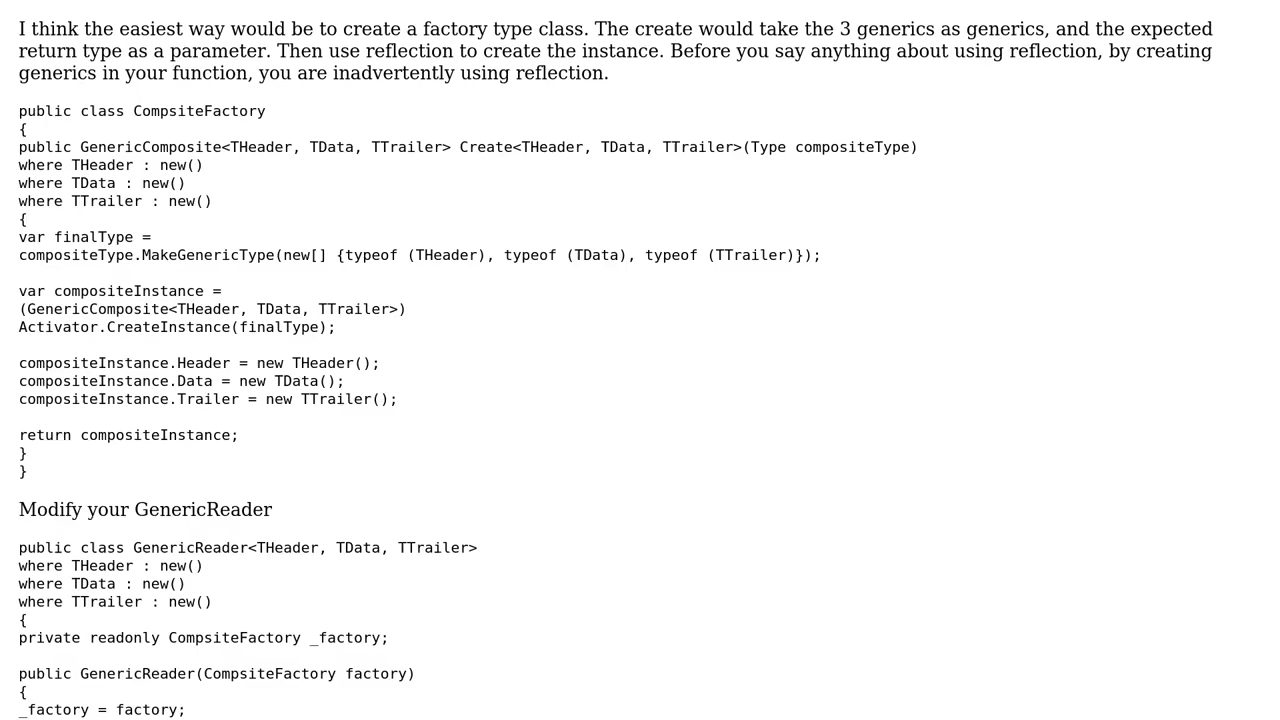 I think the easiest way would be to create a factory type class. The create would take the 3 generics as generics, and the expected
return type as a parameter. Then use reflection to create the instance. Before you say anything about using reflection, by creating
generics in your function, you are inadvertently using reflection.
public class CompsiteFactory
{
public GenericComposite<THeader, TData, TTrailer> Create<THeader, TData, TTrailer>(Type compositeType)
where THeader : new()
where TData : new()
where TTrailer : new()
{
var finalType =
compositeType.MakeGenericType(new[] {typeof (THeader), typeof (TData), typeof (TTrailer)});
var compositeInstance =
(GenericComposite<THeader, TData, TTrailer>)
Activator.CreateInstance(finalType);
compositeInstance.Header = new THeader();
compositeInstance.Data = new TData();
compositeInstance.Trailer = new TTrailer();
return compositeInstance;
}
}
Modify your GenericReader
public class GenericReader<THeader, TData, TTrailer>
where THeader : new()
where TData : new()
where TTrailer : new()
{
private readonly CompsiteFactory _factory;
public GenericReader(CompsiteFactory factory)
{
_factory = factory;